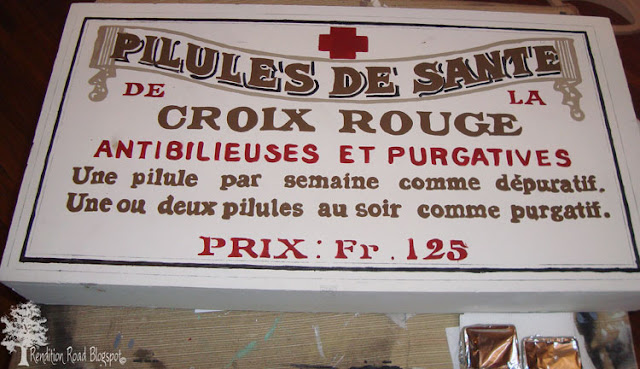 PILULES DE SANTE
DE LA
CROIX ROUGE
ANTIBILIEUSES ET PURGATIVES
Une pilule par semaine comme dépuratif.
Une ou deux pilules au soir comme purgatif.
PRIX: Fr. 125
Rendition Road Blogspot